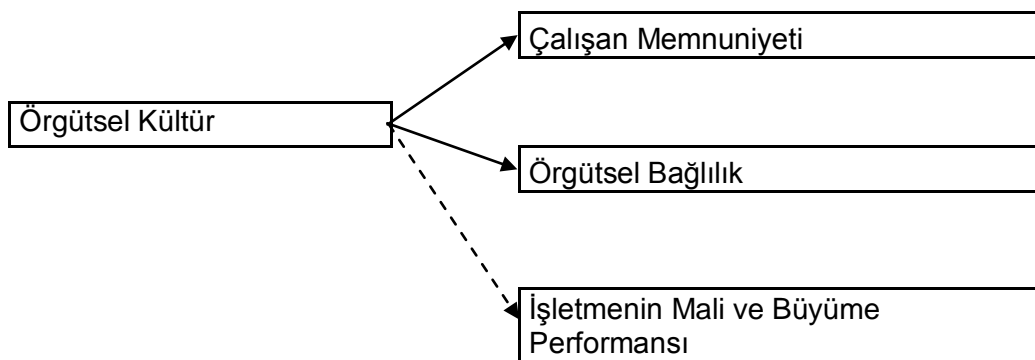 Çalışan Memnuniyeti
Örgütsel Kültür
Örgütsel Bağlılık
İşletmenin Mali ve Büyüme
Performansı